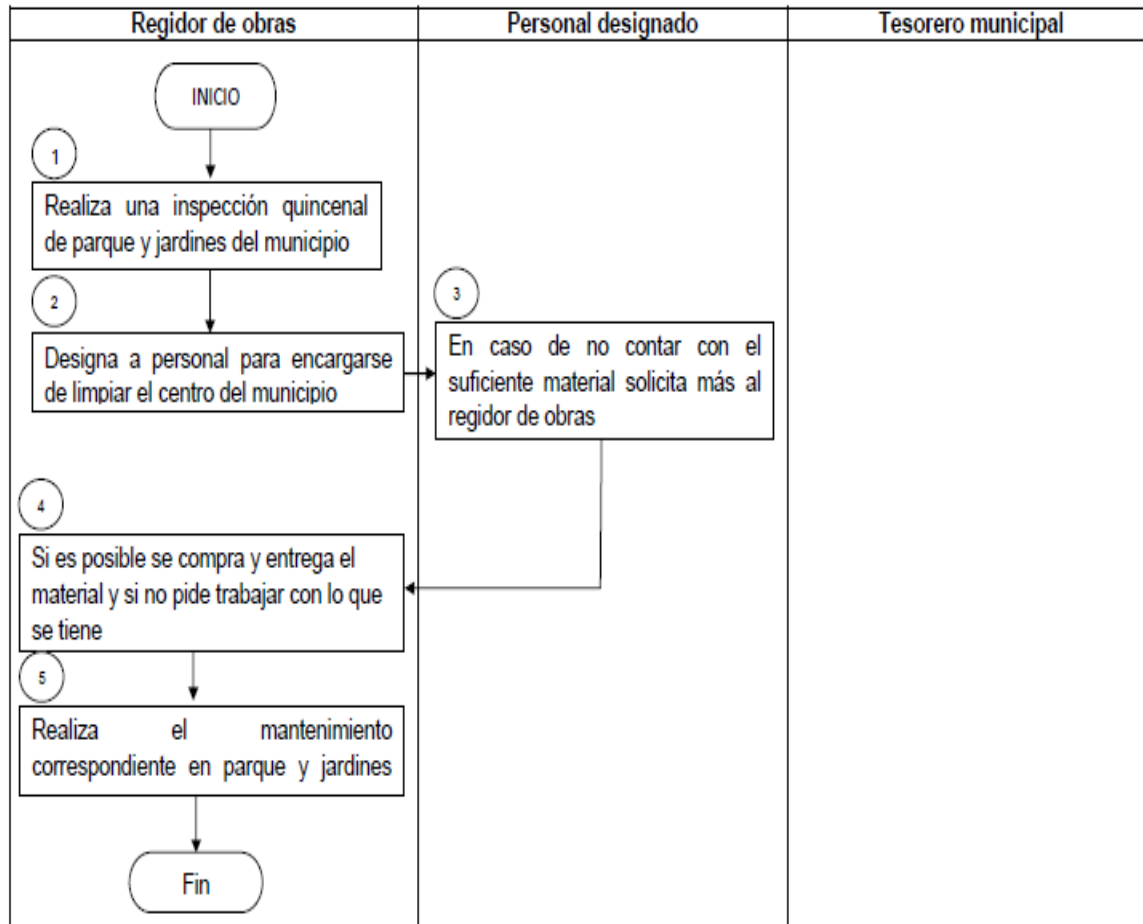 Regidor de obras
Personal designado
Tesorero municipal
INICIO
1
Realiza una inspección quincenal
de parque y jardines del municipio
2
Designa a personal para encargarse
de limpiar el centro del municipio
3
En caso de no contar con el
suficiente material solicita más al
regidor de obras
4
Si es posible se compra y entrega el
material y si no pide trabajar con lo que
se tiene
5
Realiza el mantenimiento
correspondiente en parque y jardines
Fin